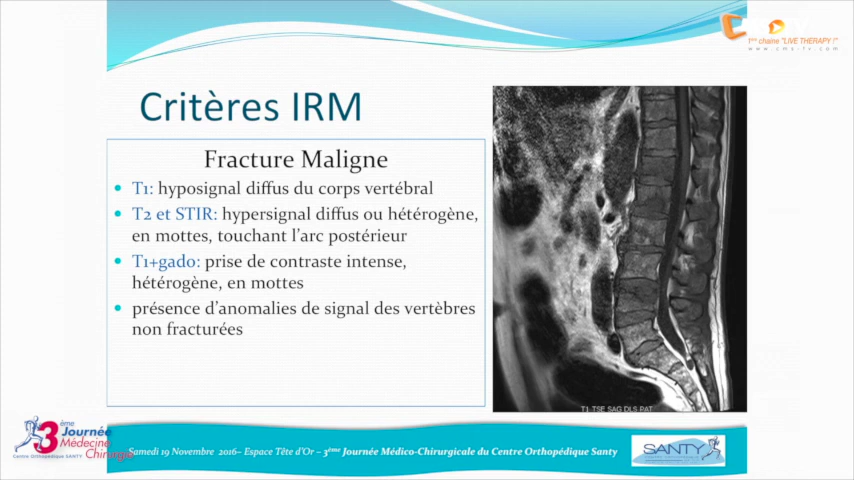 1ère chaine "LIVE THERAPY !"
www.cms-tv.com
Critères IRM
Fracture Maligne
T1: hyposignal diffus du corps vertébral
T2 et STIR: hypersignal diffus ou hétérogène,
en mottes, touchant l'arc postérieur
T1+gado: prise de contraste intense,
hétérogène, en mottes
présence d'anomalies de signal des vertèbres
non fracturées
T1 TSE SAG DLS PAT
3ème Journée
Médecine
Chirurgie
Centre Orthopédique SANTY
Samedi 19 Novembre 2016– Espace Tête d'Or – 3ème Journée Médico-Chirurgicale du Centre Orthopédique Santy
SANTY